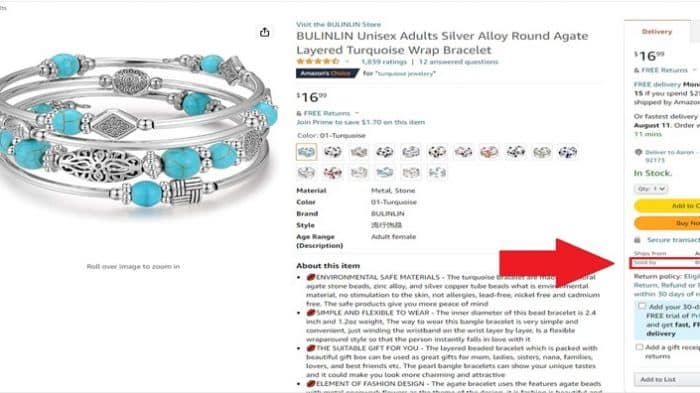 Visit the BULINLIN Store
BULINLIN Unisex Adults Silver Alloy Round Agate
Layered Turquoise Wrap Bracelet
1,839 ratings | 12 answered questions
Amazon's Choice for "turquoise jewelry"
$16⁹⁹
& FREE Returns
Join Prime to save $1.70 on this item
Color: 01-Turquoise
Material Metal, Stone
Color 01-Turquoise
Brand BULINLIN
Style
Age Range Adult female
(Description)
About this item
ENVIRONMENTAL SAFE MATERIALS - The turquoise bracelet are
agate stone beads, zinc alloy, and silver copper tube beads what is environmental
material, no stimulation to the skin, not allergies, lead-free, nickel free and cadmium
free. The safe products give you more peace of mind
SIMPLE AND FLEXIBLE TO WEAR - The inner diameter of this bead bracelet is 2.4
inch and 1.2oz weight, The way to wear this bangle bracelet is very simple and
convenient, just winding the wristband on the wrist layer by layer, Is a flexible
wraparound style so that the person instantly falls in love with it
THE SUITABLE GIFT FOR YOU - The layered beaded bracelet which is packed with
beautiful gift box can be used as great gifts for mom, ladies, sisters, nana, families,
lovers, and best friends etc. The pearl bangle bracelets can show your unique tastes
and it could make you look more charming and attractive
ELEMENT OF FASHION DESIGN - The agate bracelet uses the features agate beads
Roll over image to zoom in
Delivery
$16⁹⁹
& FREE Returns
FREE delivery Mon
15 if you spend $2
shipped by Amazon
Or fastest delivery
August 11. Order w
11 mins
Deliver to Aaron -
92173
In Stock.
Qty: 1
Add to C
Buy No
Secure transact
Ships from A
Sold by
Return policy: Elig
Return, Refund or
within 30 days of
Add your 30-d
FREE trial of Pr
and get fast, F
delivery
Add a gift recei
returns
Add to List